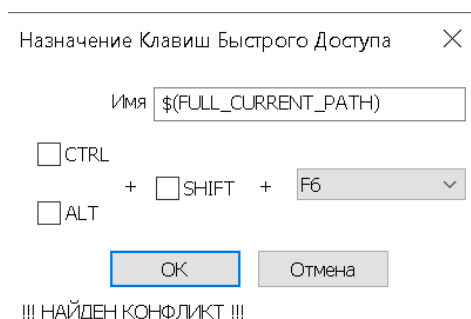 Назначение Клавиш Быстрого Доступа
Имя $(FULL_CURRENT_PATH)
CTRL
+ SHIFT + F6
ALT
OK Отмена
!!! НАЙДЕН КОНФЛИКТ !!!